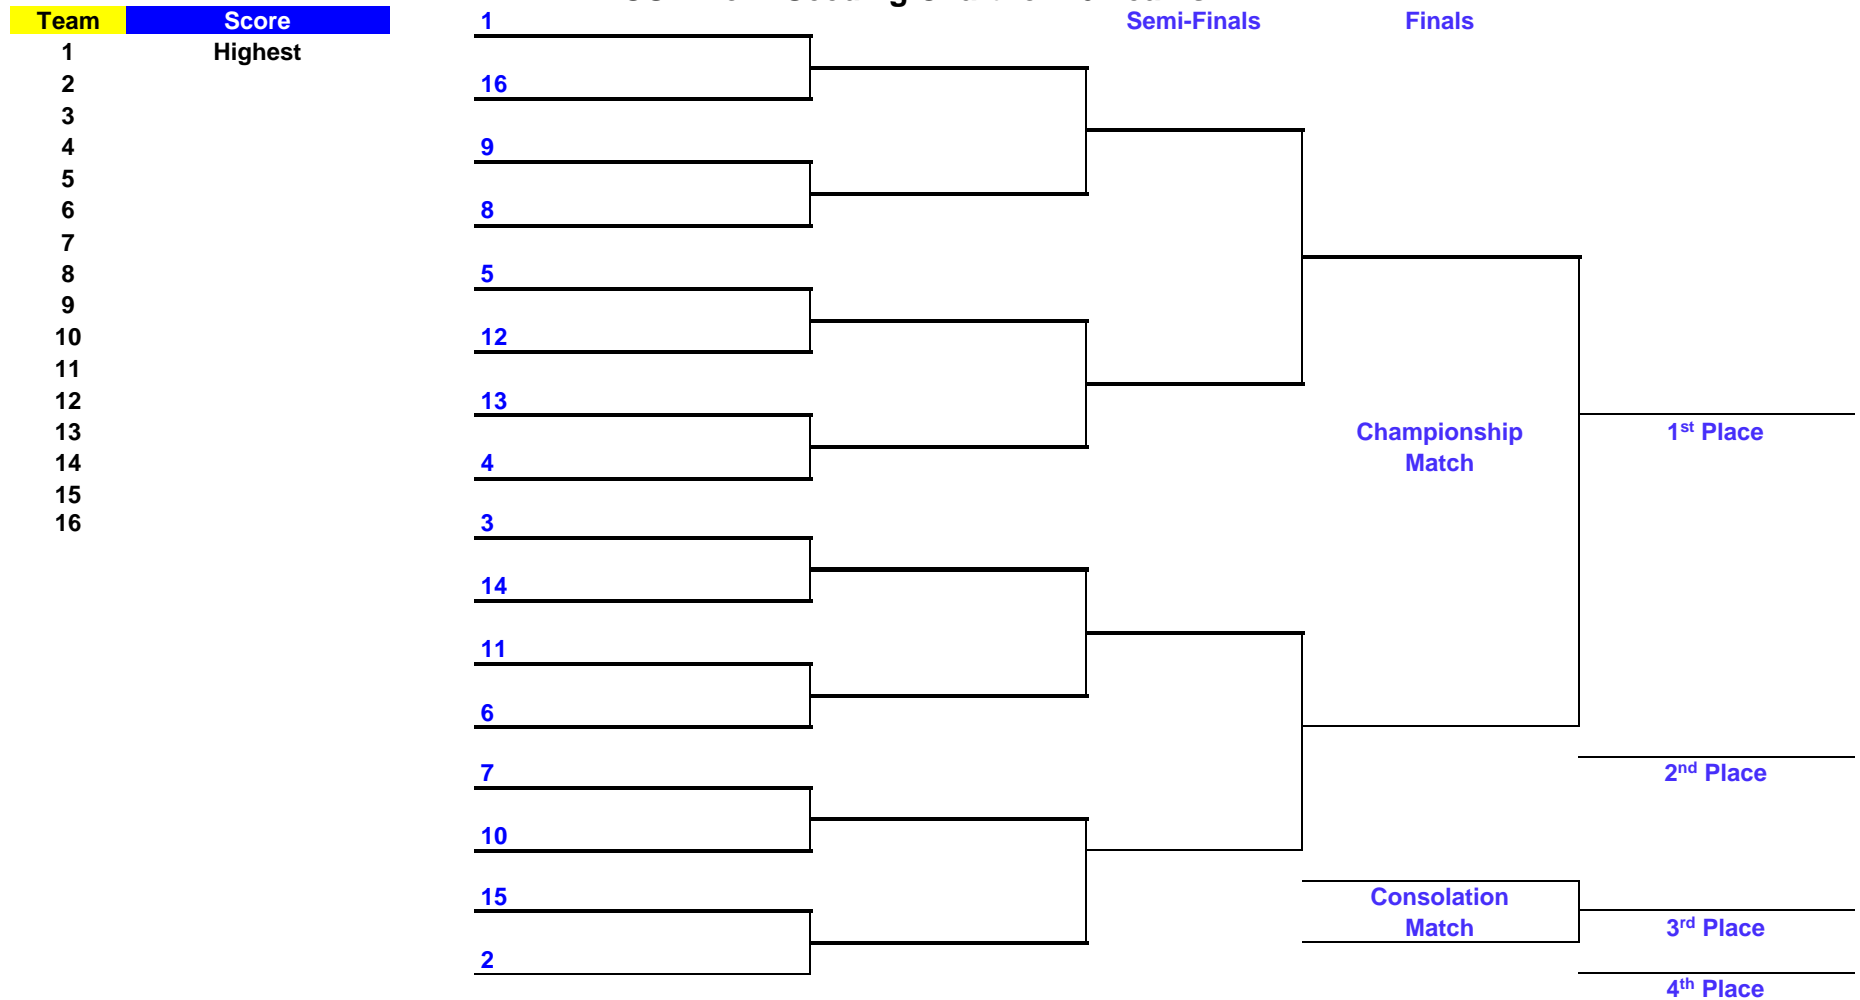 Team Score
1 Highest
2
3
4
5
6
7
8
9
10
11
12
13
14
15
16
1
16
9
8
5
12
13
4
3
14
11
6
7
10
15
2
Semi-Finals Finals
Championship
Match
1st Place
2nd Place
Consolation
Match
3rd Place
4th Place